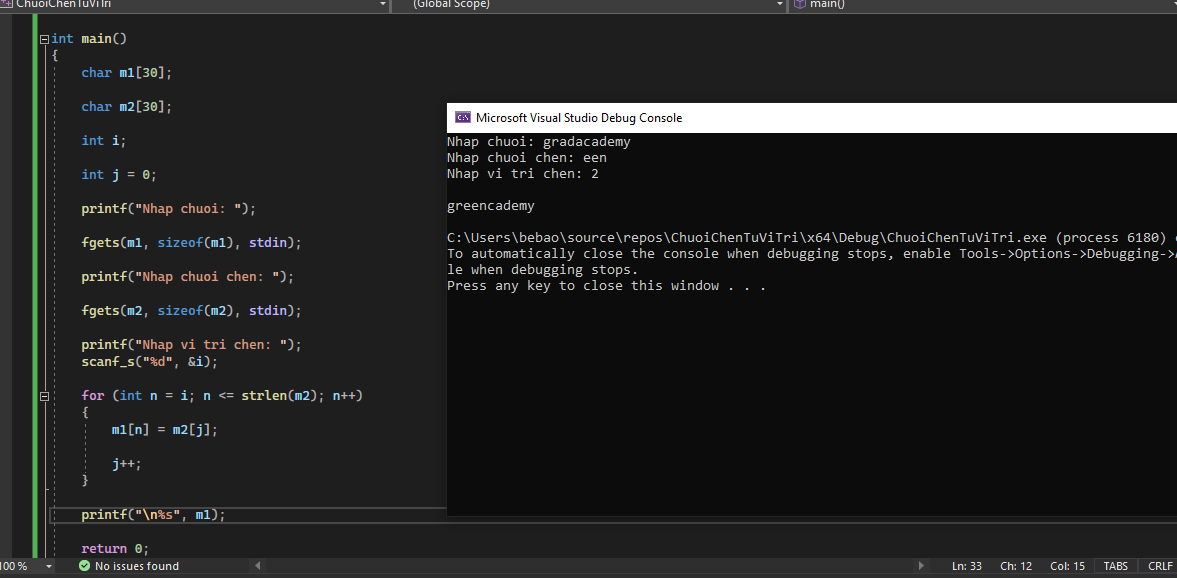 ChuoiChenTuViTri
(Global Scope)
main()
int main()
{
char m1[30];
char m2[30];
int i;
int j = 0;
printf("Nhap chuoi: ");
fgets(m1, sizeof(m1), stdin);
printf("Nhap chuoi chen: ");
fgets(m2, sizeof(m2), stdin);
printf("Nhap vi tri chen: ");
scanf_s("%d", &i);
for (int n = i; n <= strlen(m2); n++)
{
m1[n] = m2[j];
j++;
}
printf("\n%s", m1);
return 0;
Microsoft Visual Studio Debug Console
Nhap chuoi: gradacademy
Nhap chuoi chen: een
Nhap vi tri chen: 2
greencademy
C:\Users\bebao\source\repos\ChuoiChenTuViTri\x64\Debug\ChuoiChenTuViTri.exe (process 6180)
To automatically close the console when debugging stops, enable Tools->Options->Debugging->
le when debugging stops.
Press any key to close this window . . .
100 %
No issues found
Ln: 33
Ch: 12
Col: 15
TABS
CRLF